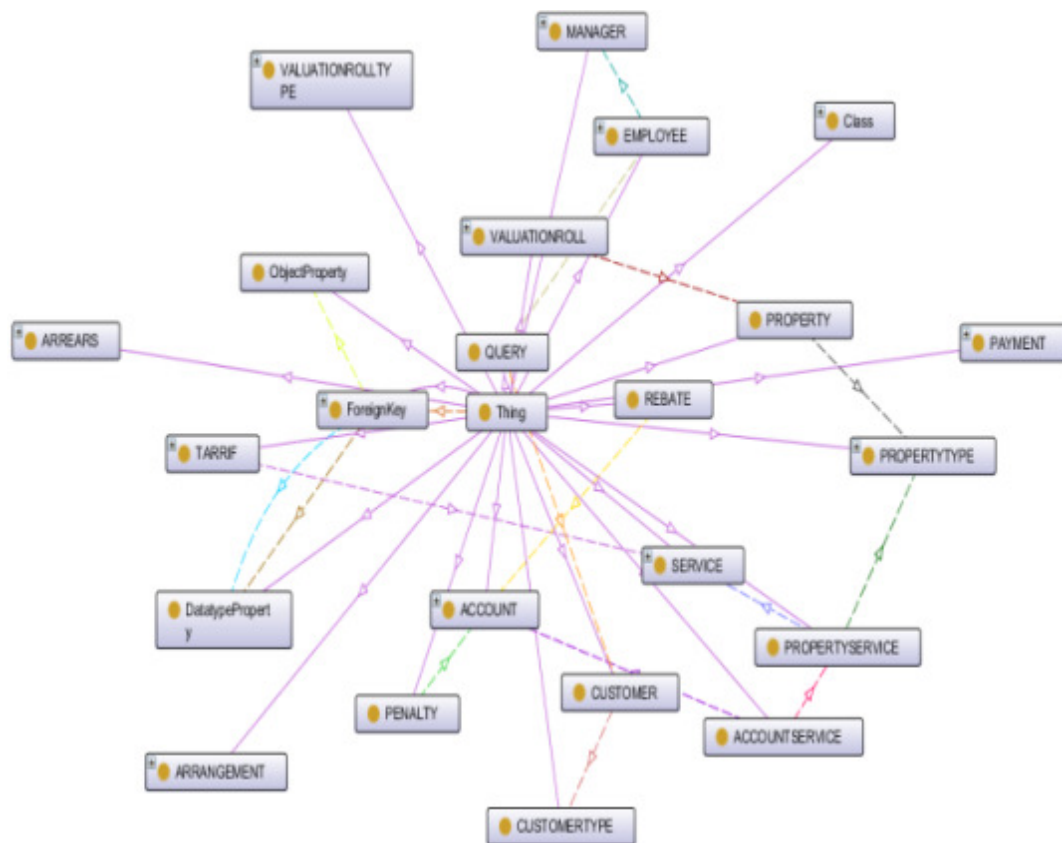 MANAGER
VALUATIONROLLTY
PE
Class
EMPLOYEE
VALUATIONROLL
ObjectProperty
PROPERTY
ARREARS
QUERY
PAYMENT
ForeignKey
Thing
REBATE
TARRIF
PROPERTYTYPE
SERVICE
DatatypePropert
y
ACCOUNT
PROPERTYSERVICE
CUSTOMER
PENALTY
ACCOUNTSERVICE
ARRANGEMENT
CUSTOMERTYPE